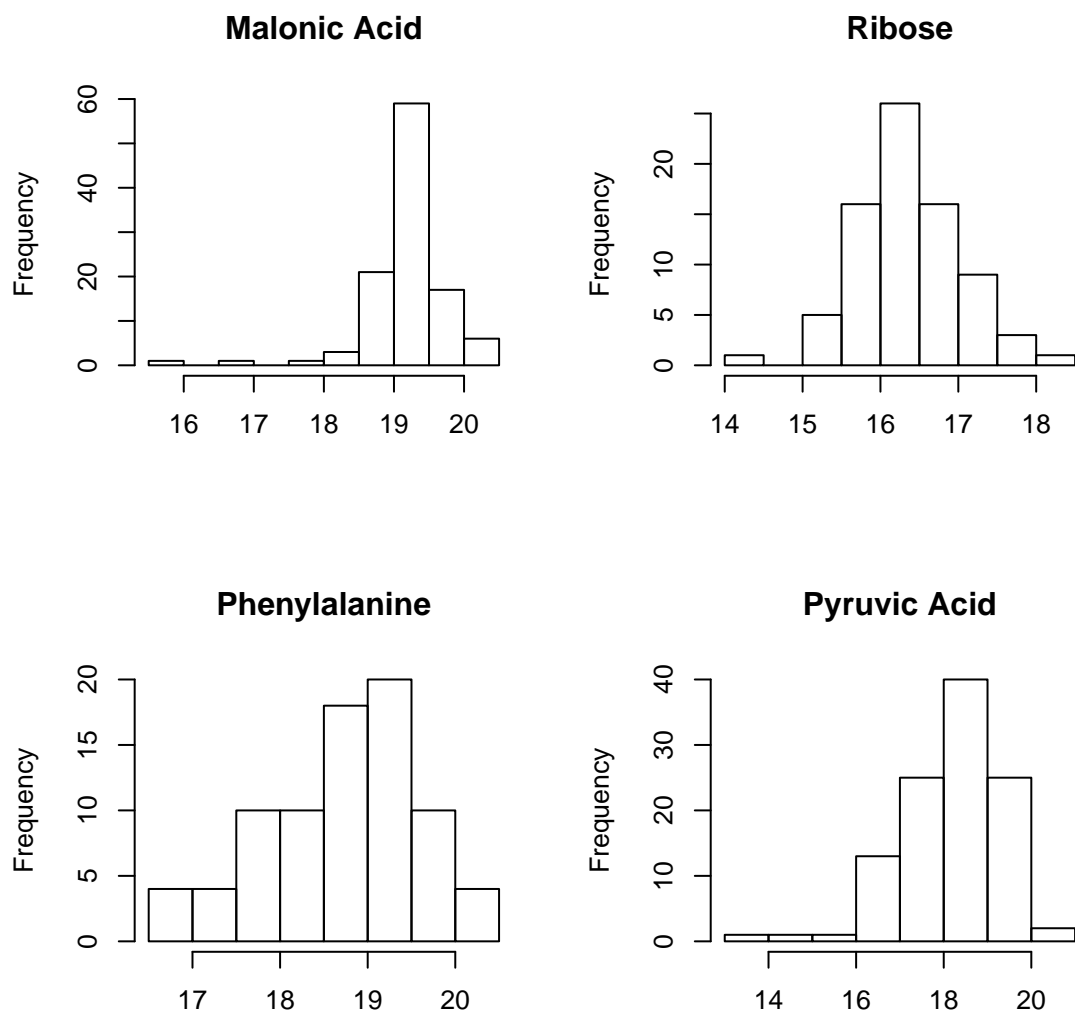 Malonic Acid
Frequency
0 20 40 60
16 17 18 19 20
Ribose
Frequency
0 5 10 20
14 15 16 17 18
Phenylalanine
Frequency
0 5 10 15 20
17 18 19 20
Pyruvic Acid
Frequency
0 10 20 30 40
14 16 18 20